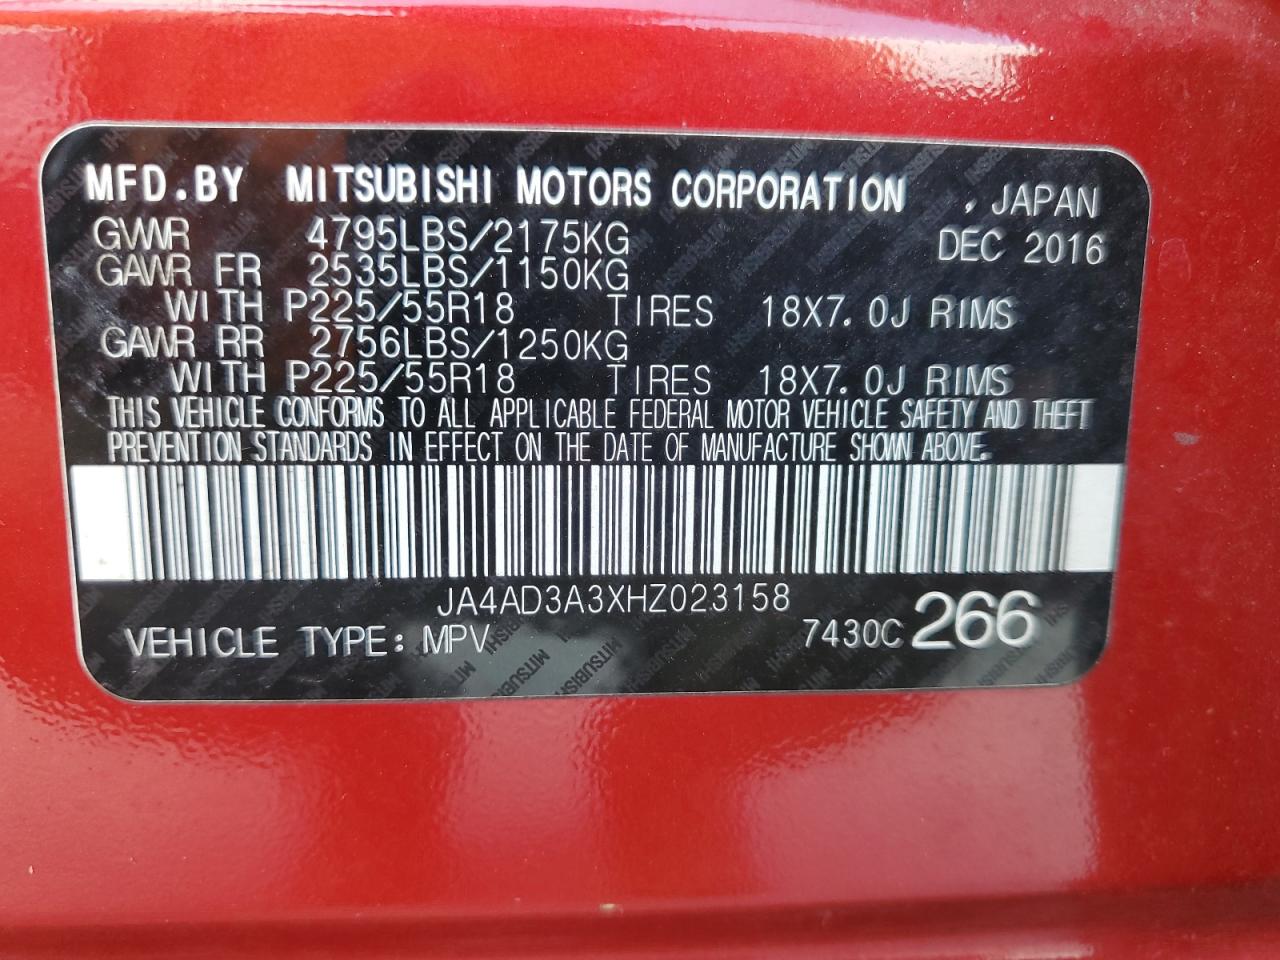 MFD.BY MITSUBISHI MOTORS CORPORATION , JAPAN
GVWR 4795LBS/2175KG DEC 2016
GAWR FR 2535LBS/1150KG
WITH P225/55R18 TIRES 18X7.0J RIMS
GAWR RR 2756LBS/1250KG
WITH P225/55R18 TIRES 18X7.0J RIMS
THIS VEHICLE CONFORMS TO ALL APPLICABLE FEDERAL MOTOR VEHICLE SAFETY AND THEFT
PREVENTION STANDARDS IN EFFECT ON THE DATE OF MANUFACTURE SHOWN ABOVE.
JA4AD3A3XHZ023158
VEHICLE TYPE: MPV 7430C 266